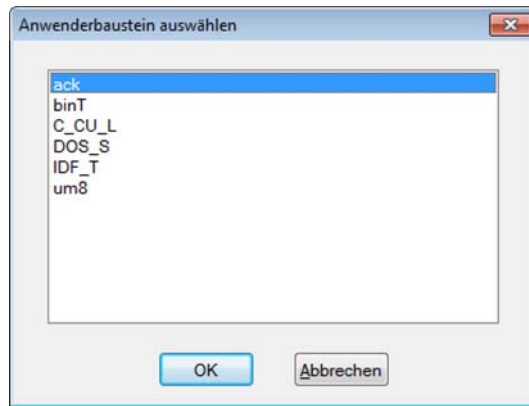 Anwenderbaustein auswählen
ack
binT
C_CU_L
DOS_S
IDF_T
um8
OK
Abbrechen